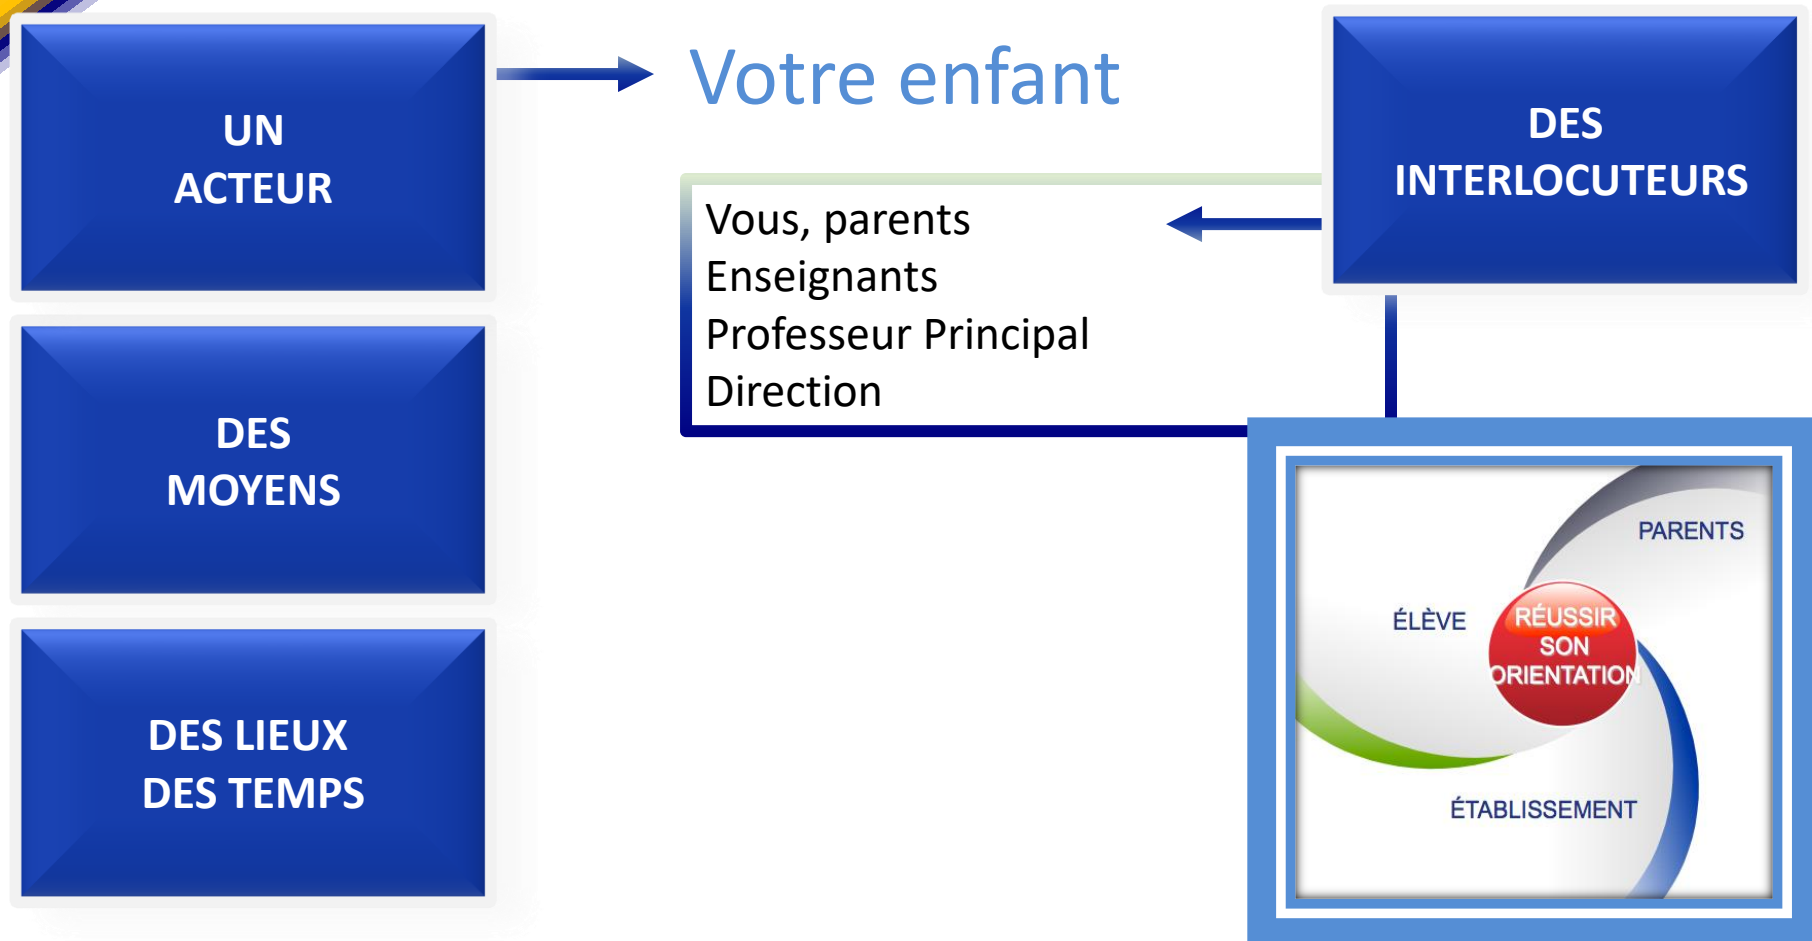 UN
ACTEUR
Votre enfant
DES
INTERLOCUTEURS
Vous, parents
Enseignants
Professeur Principal
Direction
DES
MOYENS
DES LIEUX
DES TEMPS
PARENTS
ÉLÈVE
RÉUSSIR
SON
ORIENTATION
ÉTABLISSEMENT